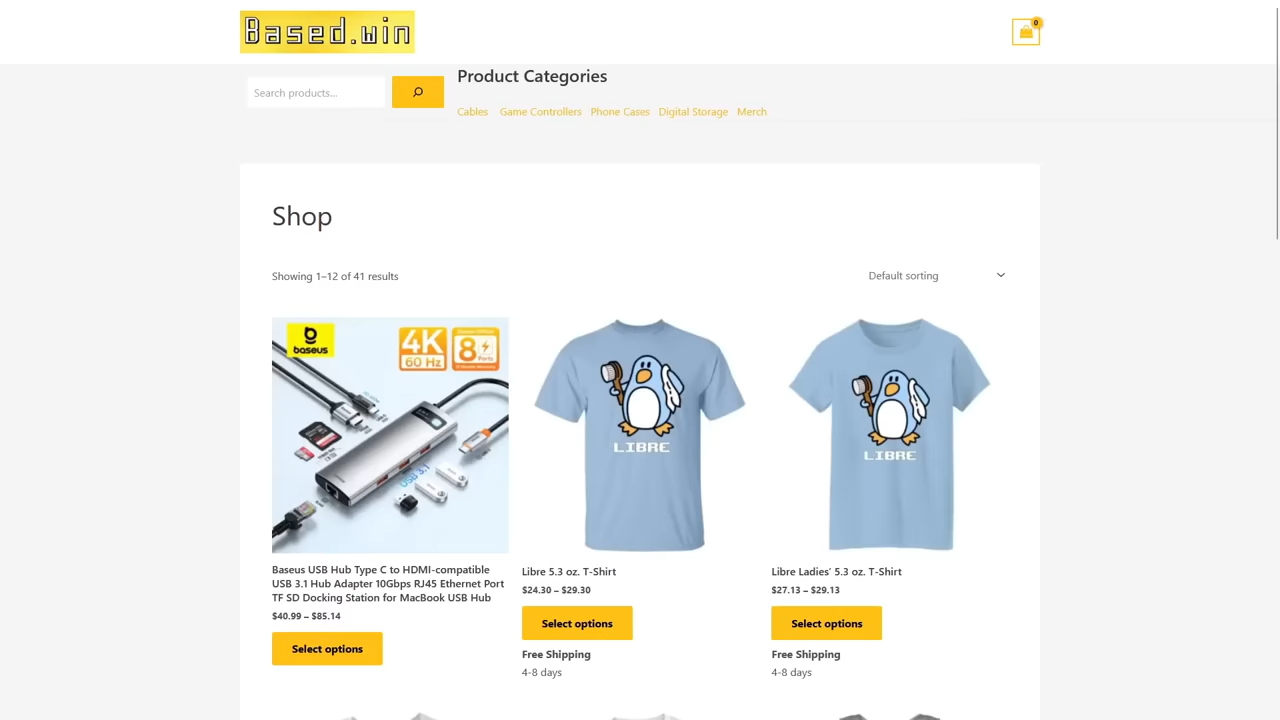 Based.win
0
Search products…
Product Categories
Cables Game Controllers Phone Cases Digital Storage Merch
Shop
Showing 1–12 of 41 results
Default sorting
baseus
4K
60 Hz
8
Ports
USB 3.1
LIBRE
LIBRE
Baseus USB Hub Type C to HDMI-compatible
USB 3.1 Hub Adapter 10Gbps RJ45 Ethernet Port
TF SD Docking Station for MacBook USB Hub
$40.99 – $85.14
Select options
Libre 5.3 oz. T-Shirt
$24.30 – $29.30
Select options
Free Shipping
4-8 days
Libre Ladies’ 5.3 oz. T-Shirt
$27.13 – $29.13
Select options
Free Shipping
4-8 days